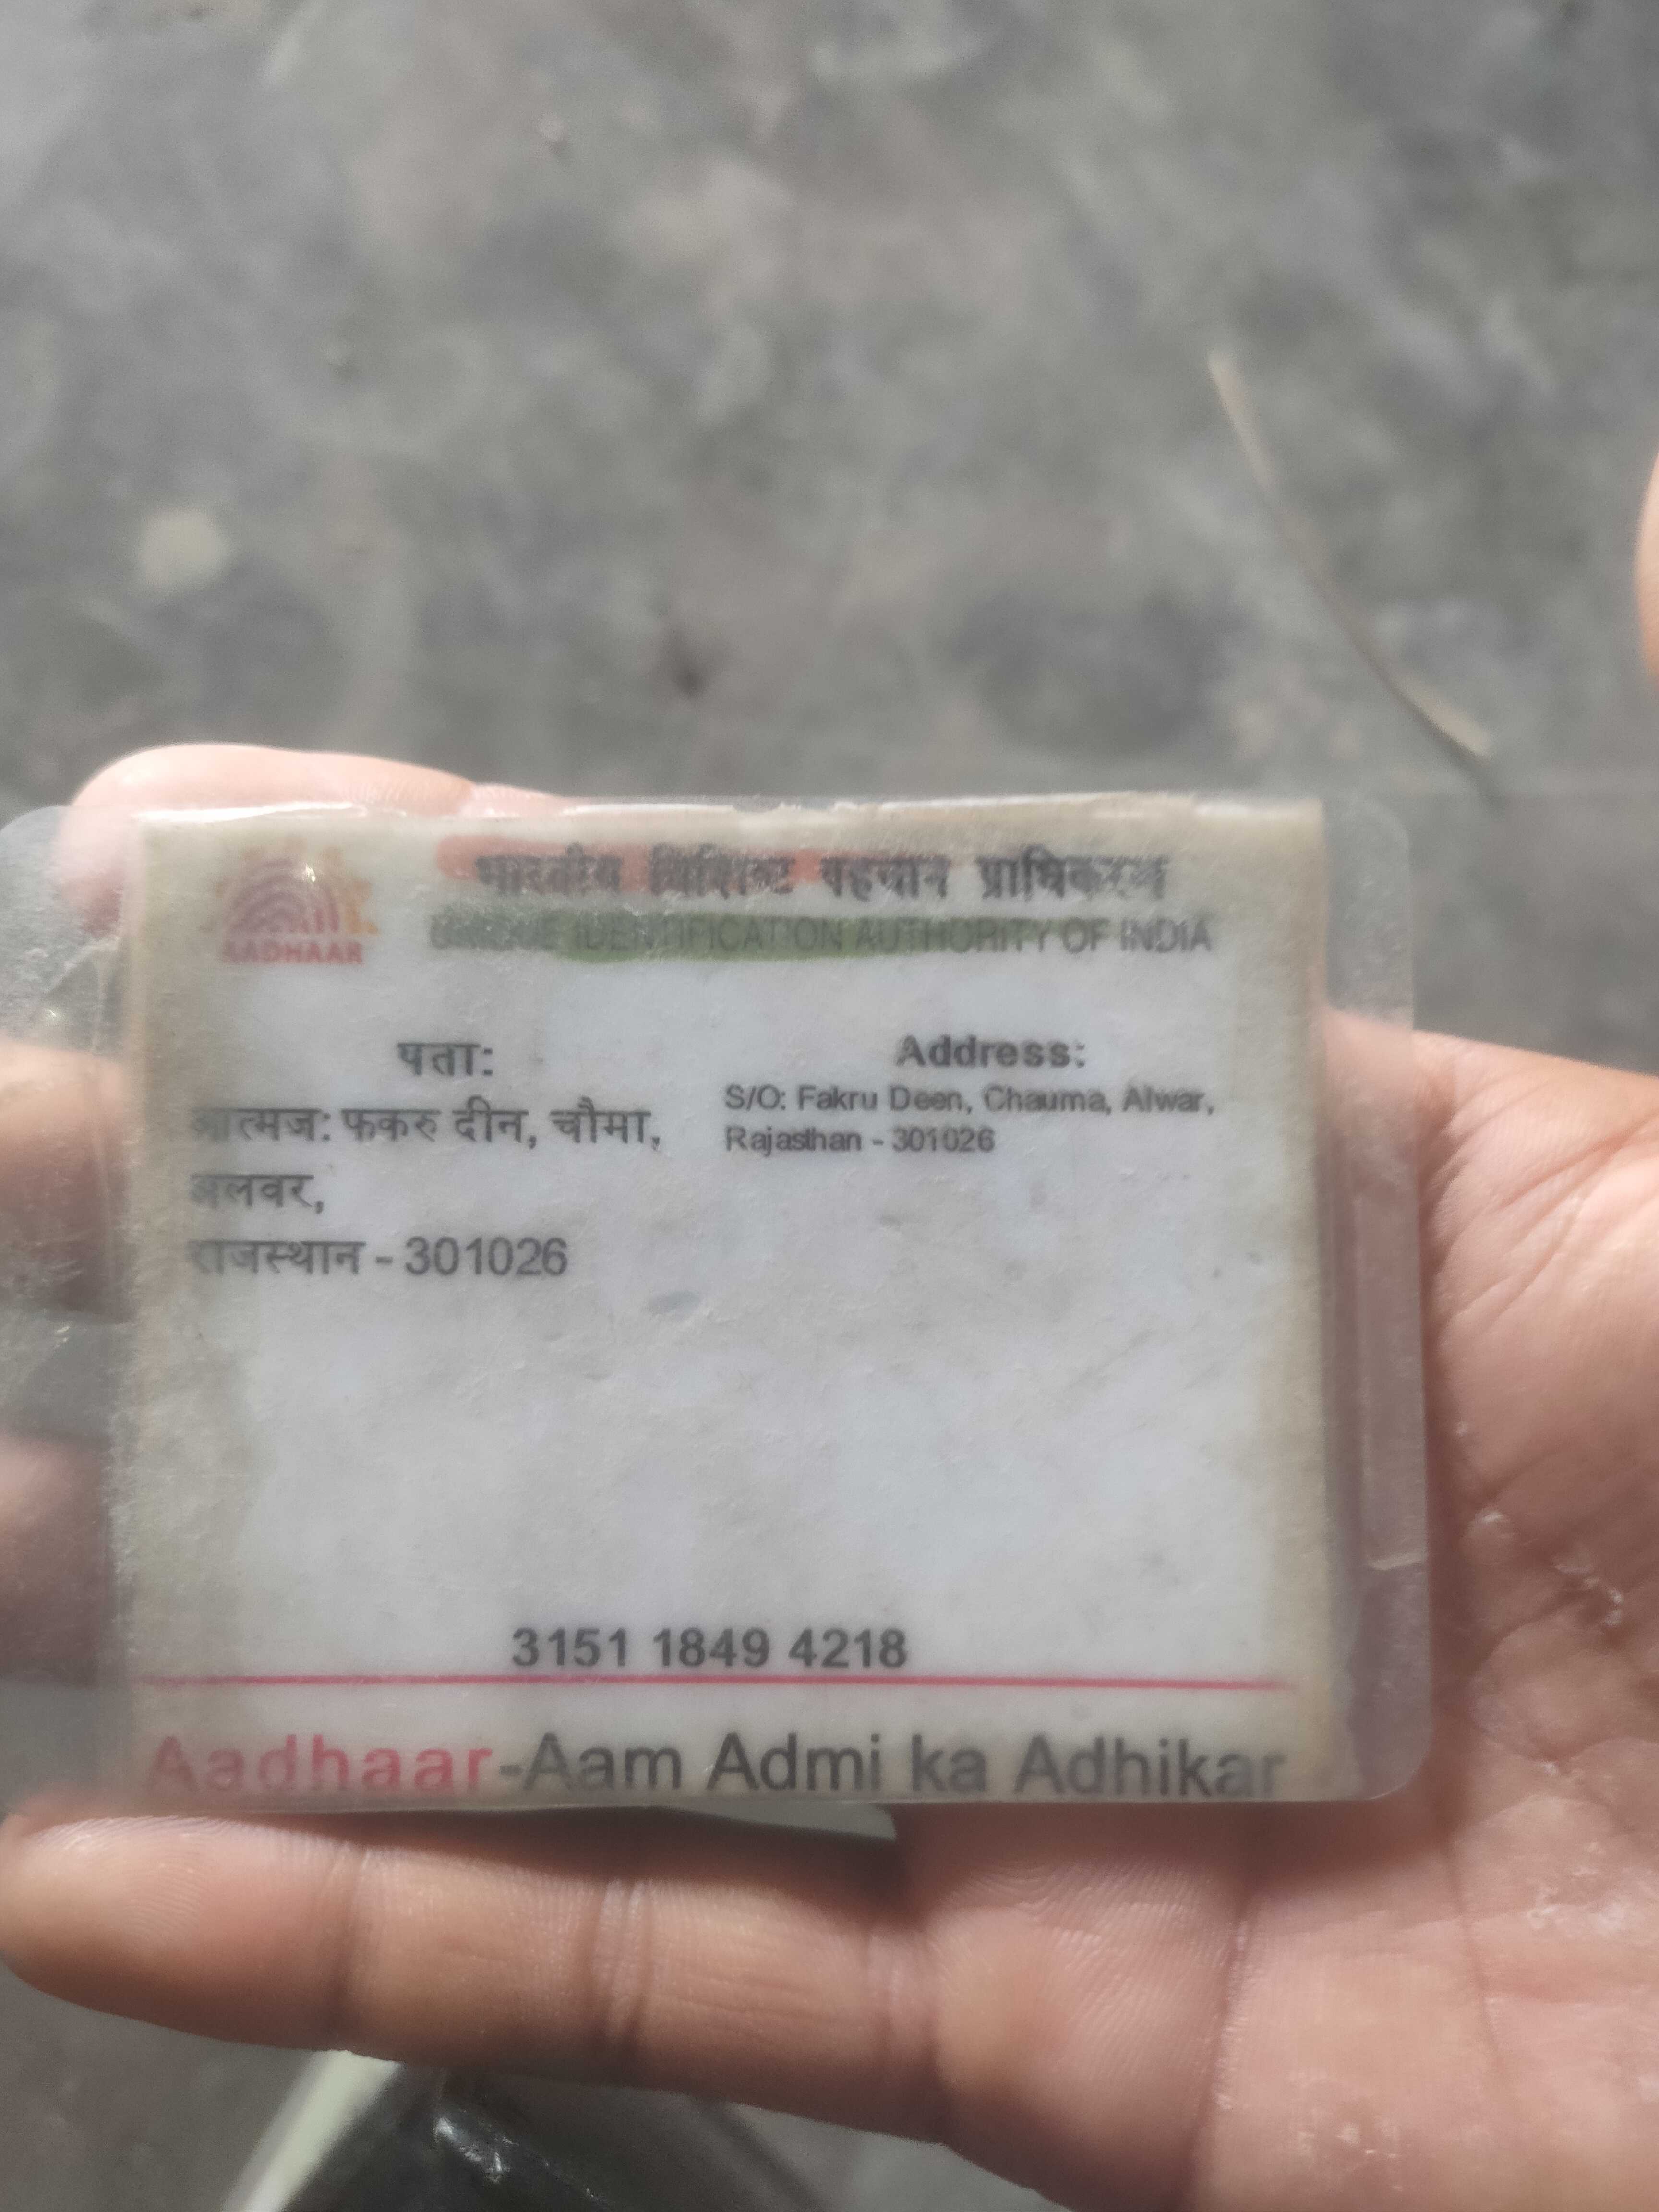 भारतीय विशिष्ट पहचान प्राधिकरण
UNIQUE IDENTIFICATION AUTHORITY OF INDIA
AADHAAR
पता:
आत्मज: फकरु दीन, चौमा,
अलवर,
राजस्थान - 301026
Address:
S/O: Fakru Deen, Chauma, Alwar,
Rajasthan - 301026
3151 1849 4218
Aadhaar-Aam Admi ka Adhikar